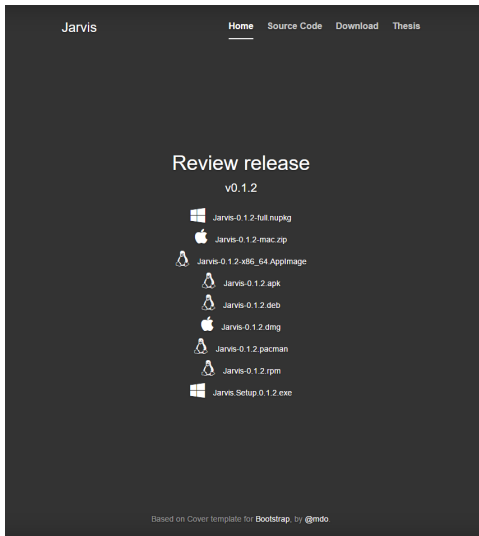 Jarvis
Home Source Code Download Thesis
Review release
v0.1.2
Jarvis-0.1.2-full.nupkg
Jarvis-0.1.2-mac.zip
Jarvis-0.1.2-x86_64.AppImage
Jarvis-0.1.2.apk
Jarvis-0.1.2.deb
Jarvis-0.1.2.dmg
Jarvis-0.1.2.pacman
Jarvis-0.1.2.rpm
Jarvis.Setup.0.1.2.exe
Based on Cover template for Bootstrap, by @mdo.